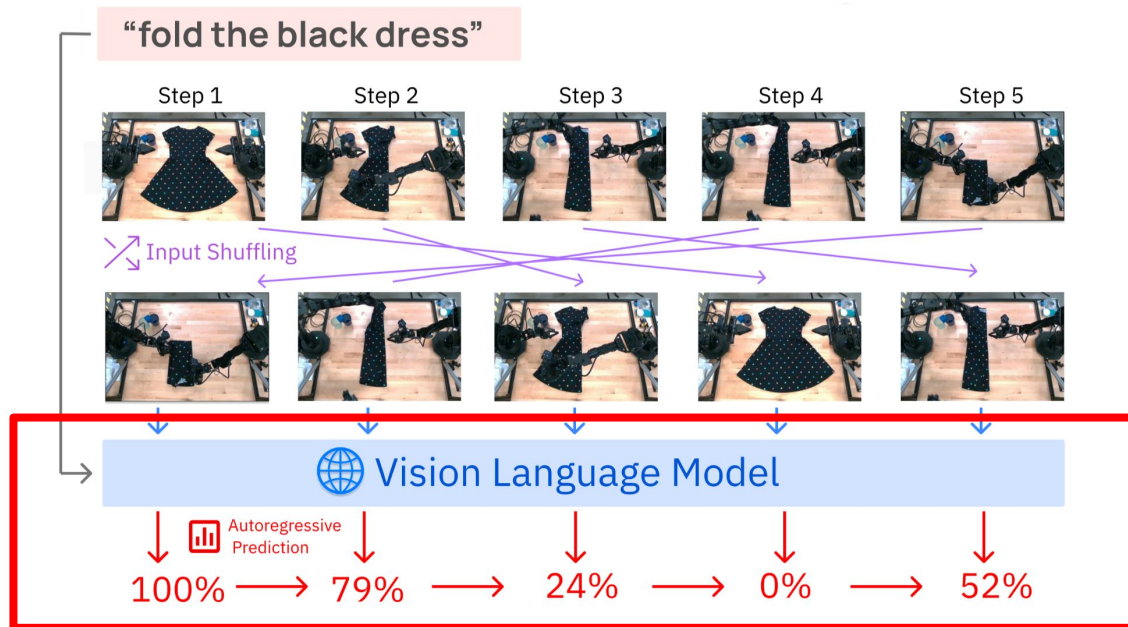 “fold the black dress”
Step 1 Step 2 Step 3 Step 4 Step 5
Input Shuffling
Vision Language Model
Autoregressive
Prediction
100% 79% 24% 0% 52%